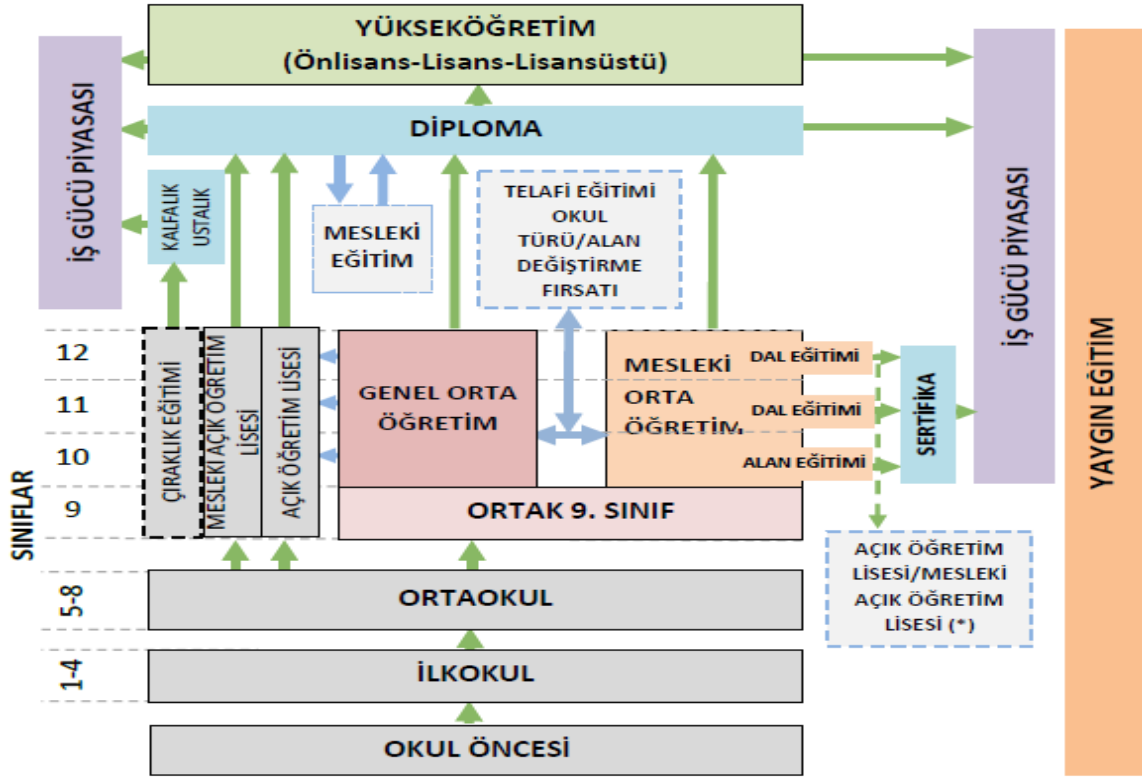 YÜKSEKÖĞRETİM
(Önlisans-Lisans-Lisansüstü)
DİPLOMA
İŞ GÜCÜ PİYASASI
KALFALIK
USTALIK
MESLEKİ
EĞİTİM
TELAFİ EĞİTİMİ
OKUL
TÜRÜ/ALAN
DEĞİŞTİRME
FIRSATI
İŞ GÜCÜ PİYASASI
YAYGIN EĞİTİM
SINIFLAR
12
11
10
9
5-8
1-4
ÇIRAKLIK EĞİTİMİ
MESLEKİ AÇIK ÖĞRETİM
LİSESİ
AÇIK ÖĞRETİM LİSESİ
GENEL ORTA
ÖĞRETİM
MESLEKİ
ORTA
ÖĞRETİM
DAL EĞİTİMİ
DAL EĞİTİMİ
ALAN EĞİTİMİ
SERTİFİKA
ORTAK 9. SINIF
AÇIK ÖĞRETİM
LİSESİ/MESLEKİ
AÇIK ÖĞRETİM
LİSESİ (*)
ORTAOKUL
İLKOKUL
OKUL ÖNCESİ